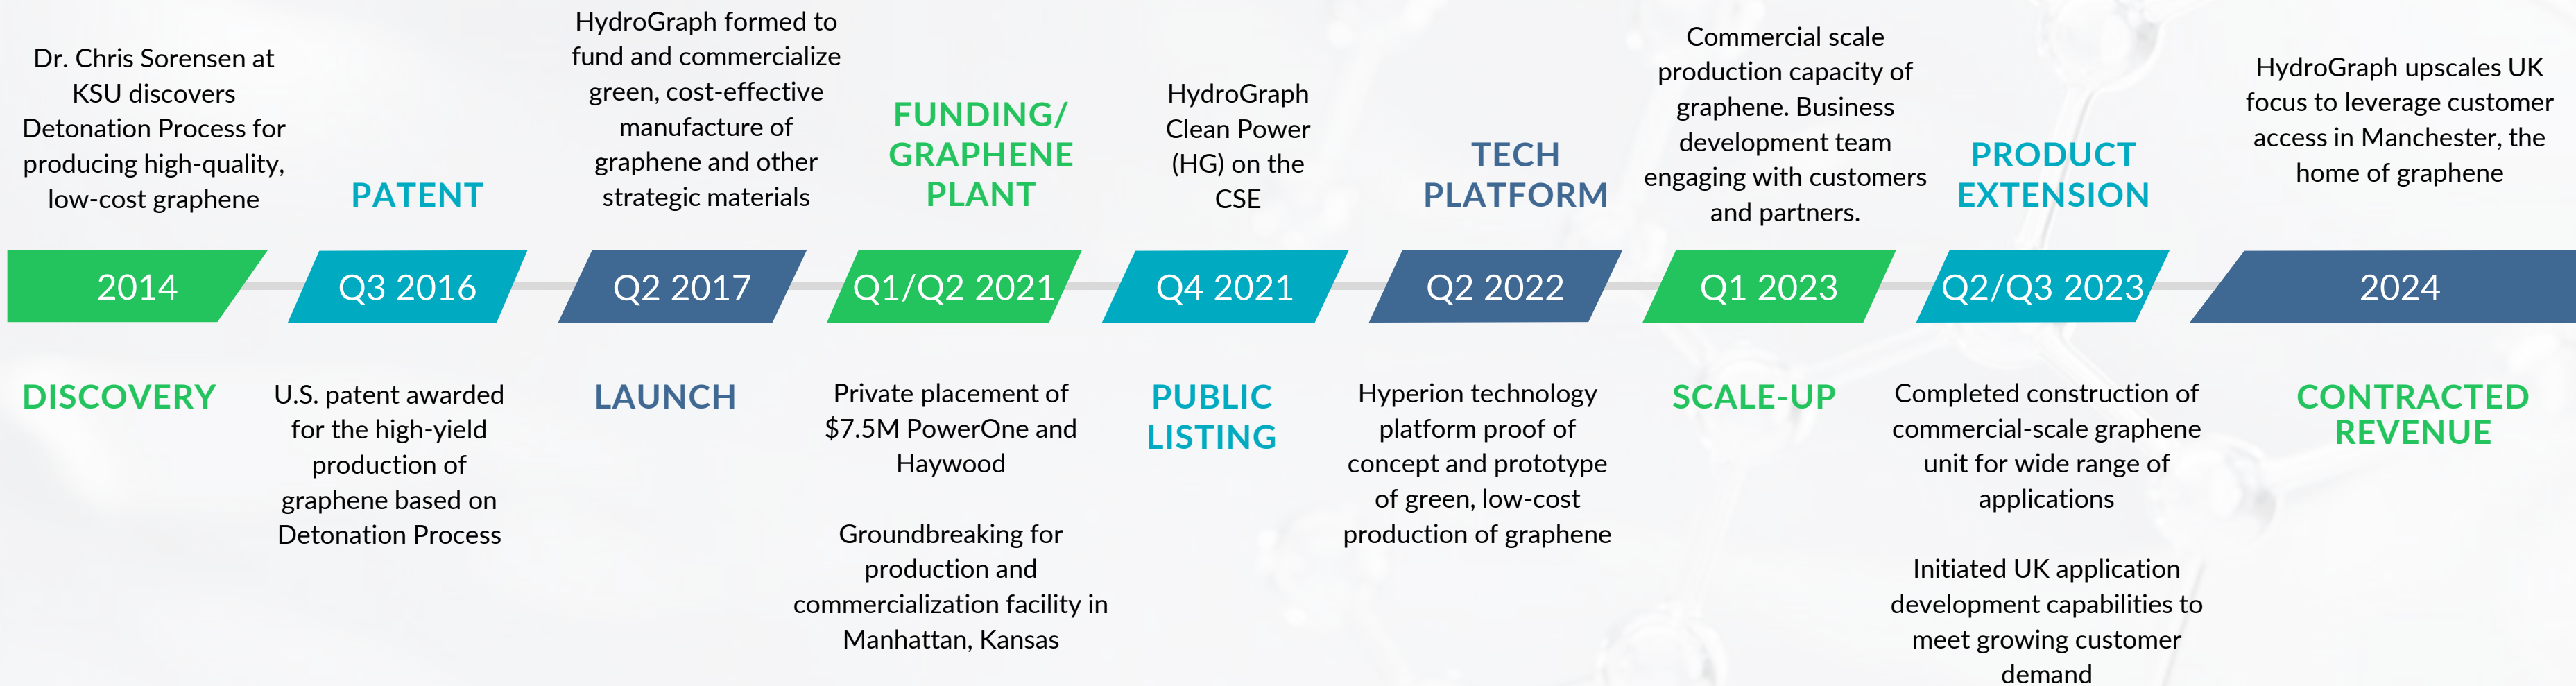 Dr. Chris Sorensen at
KSU discovers
Detonation Process for
producing high-quality,
low-cost graphene
2014
DISCOVERY
PATENT
Q3 2016
U.S. patent awarded
for the high-yield
production of
graphene based on
Detonation Process
HydroGraph formed to
fund and commercialize
green, cost-effective
manufacture of
graphene and other
strategic materials
Q2 2017
LAUNCH
FUNDING/
GRAPHENE
PLANT
Q1/Q2 2021
Private placement of
$7.5M PowerOne and
Haywood
Groundbreaking for
production and
commercialization facility in
Manhattan, Kansas
HydroGraph
Clean Power
(HG) on the
CSE
Q4 2021
PUBLIC
LISTING
TECH
PLATFORM
Q2 2022
Hyperion technology
platform proof of
concept and prototype
of green, low-cost
production of graphene
Commercial scale
production capacity of
graphene. Business
development team
engaging with customers
and partners.
Q1 2023
SCALE-UP
PRODUCT
EXTENSION
Q2/Q3 2023
Completed construction of
commercial-scale graphene
unit for wide range of
applications
Initiated UK application
development capabilities to
meet growing customer
demand
HydroGraph upscales UK
focus to leverage customer
access in Manchester, the
home of graphene
2024
CONTRACTED
REVENUE